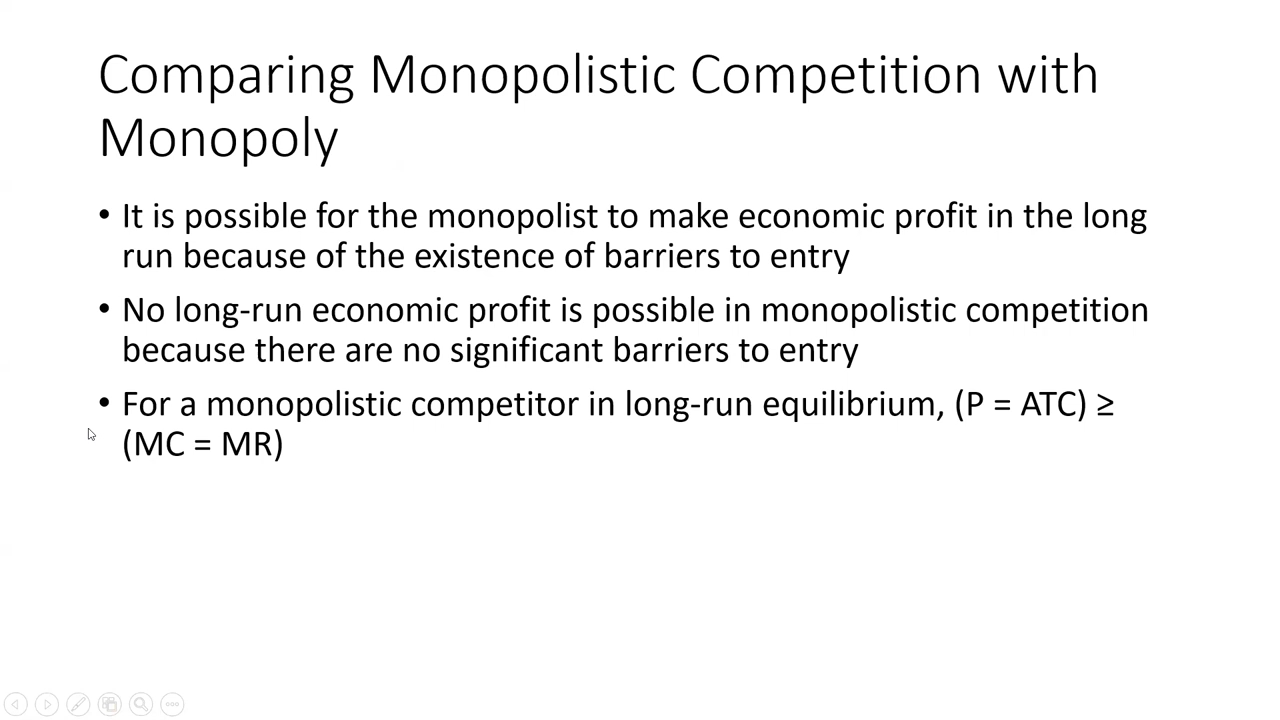 Comparing Monopolistic Competition with
Monopoly
• It is possible for the monopolist to make economic profit in the long
run because of the existence of barriers to entry
• No long-run economic profit is possible in monopolistic competition
because there are no significant barriers to entry
• For a monopolistic competitor in long-run equilibrium, (P = ATC) ≥
(MC = MR)